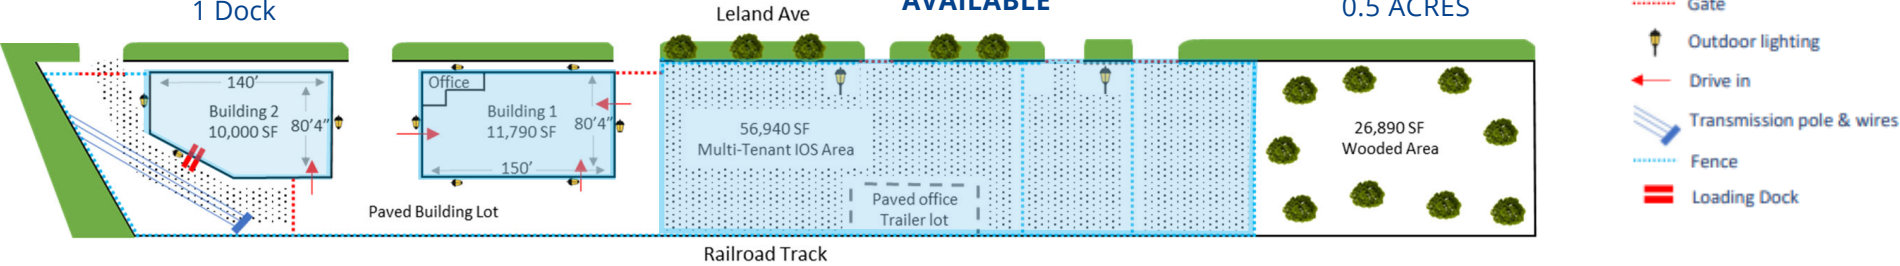 1 Dock
Leland Ave
AVAILABLE
0.5 ACRES
140’
Building 2
10,000 SF
80’4”
Office
Building 1
11,790 SF
80’4”
150’
Paved Building Lot
56,940 SF
Multi-Tenant IOS Area
Paved office
Trailer lot
26,890 SF
Wooded Area
Railroad Track
Gate
Outdoor lighting
Drive in
Transmission pole & wires
Fence
Loading Dock